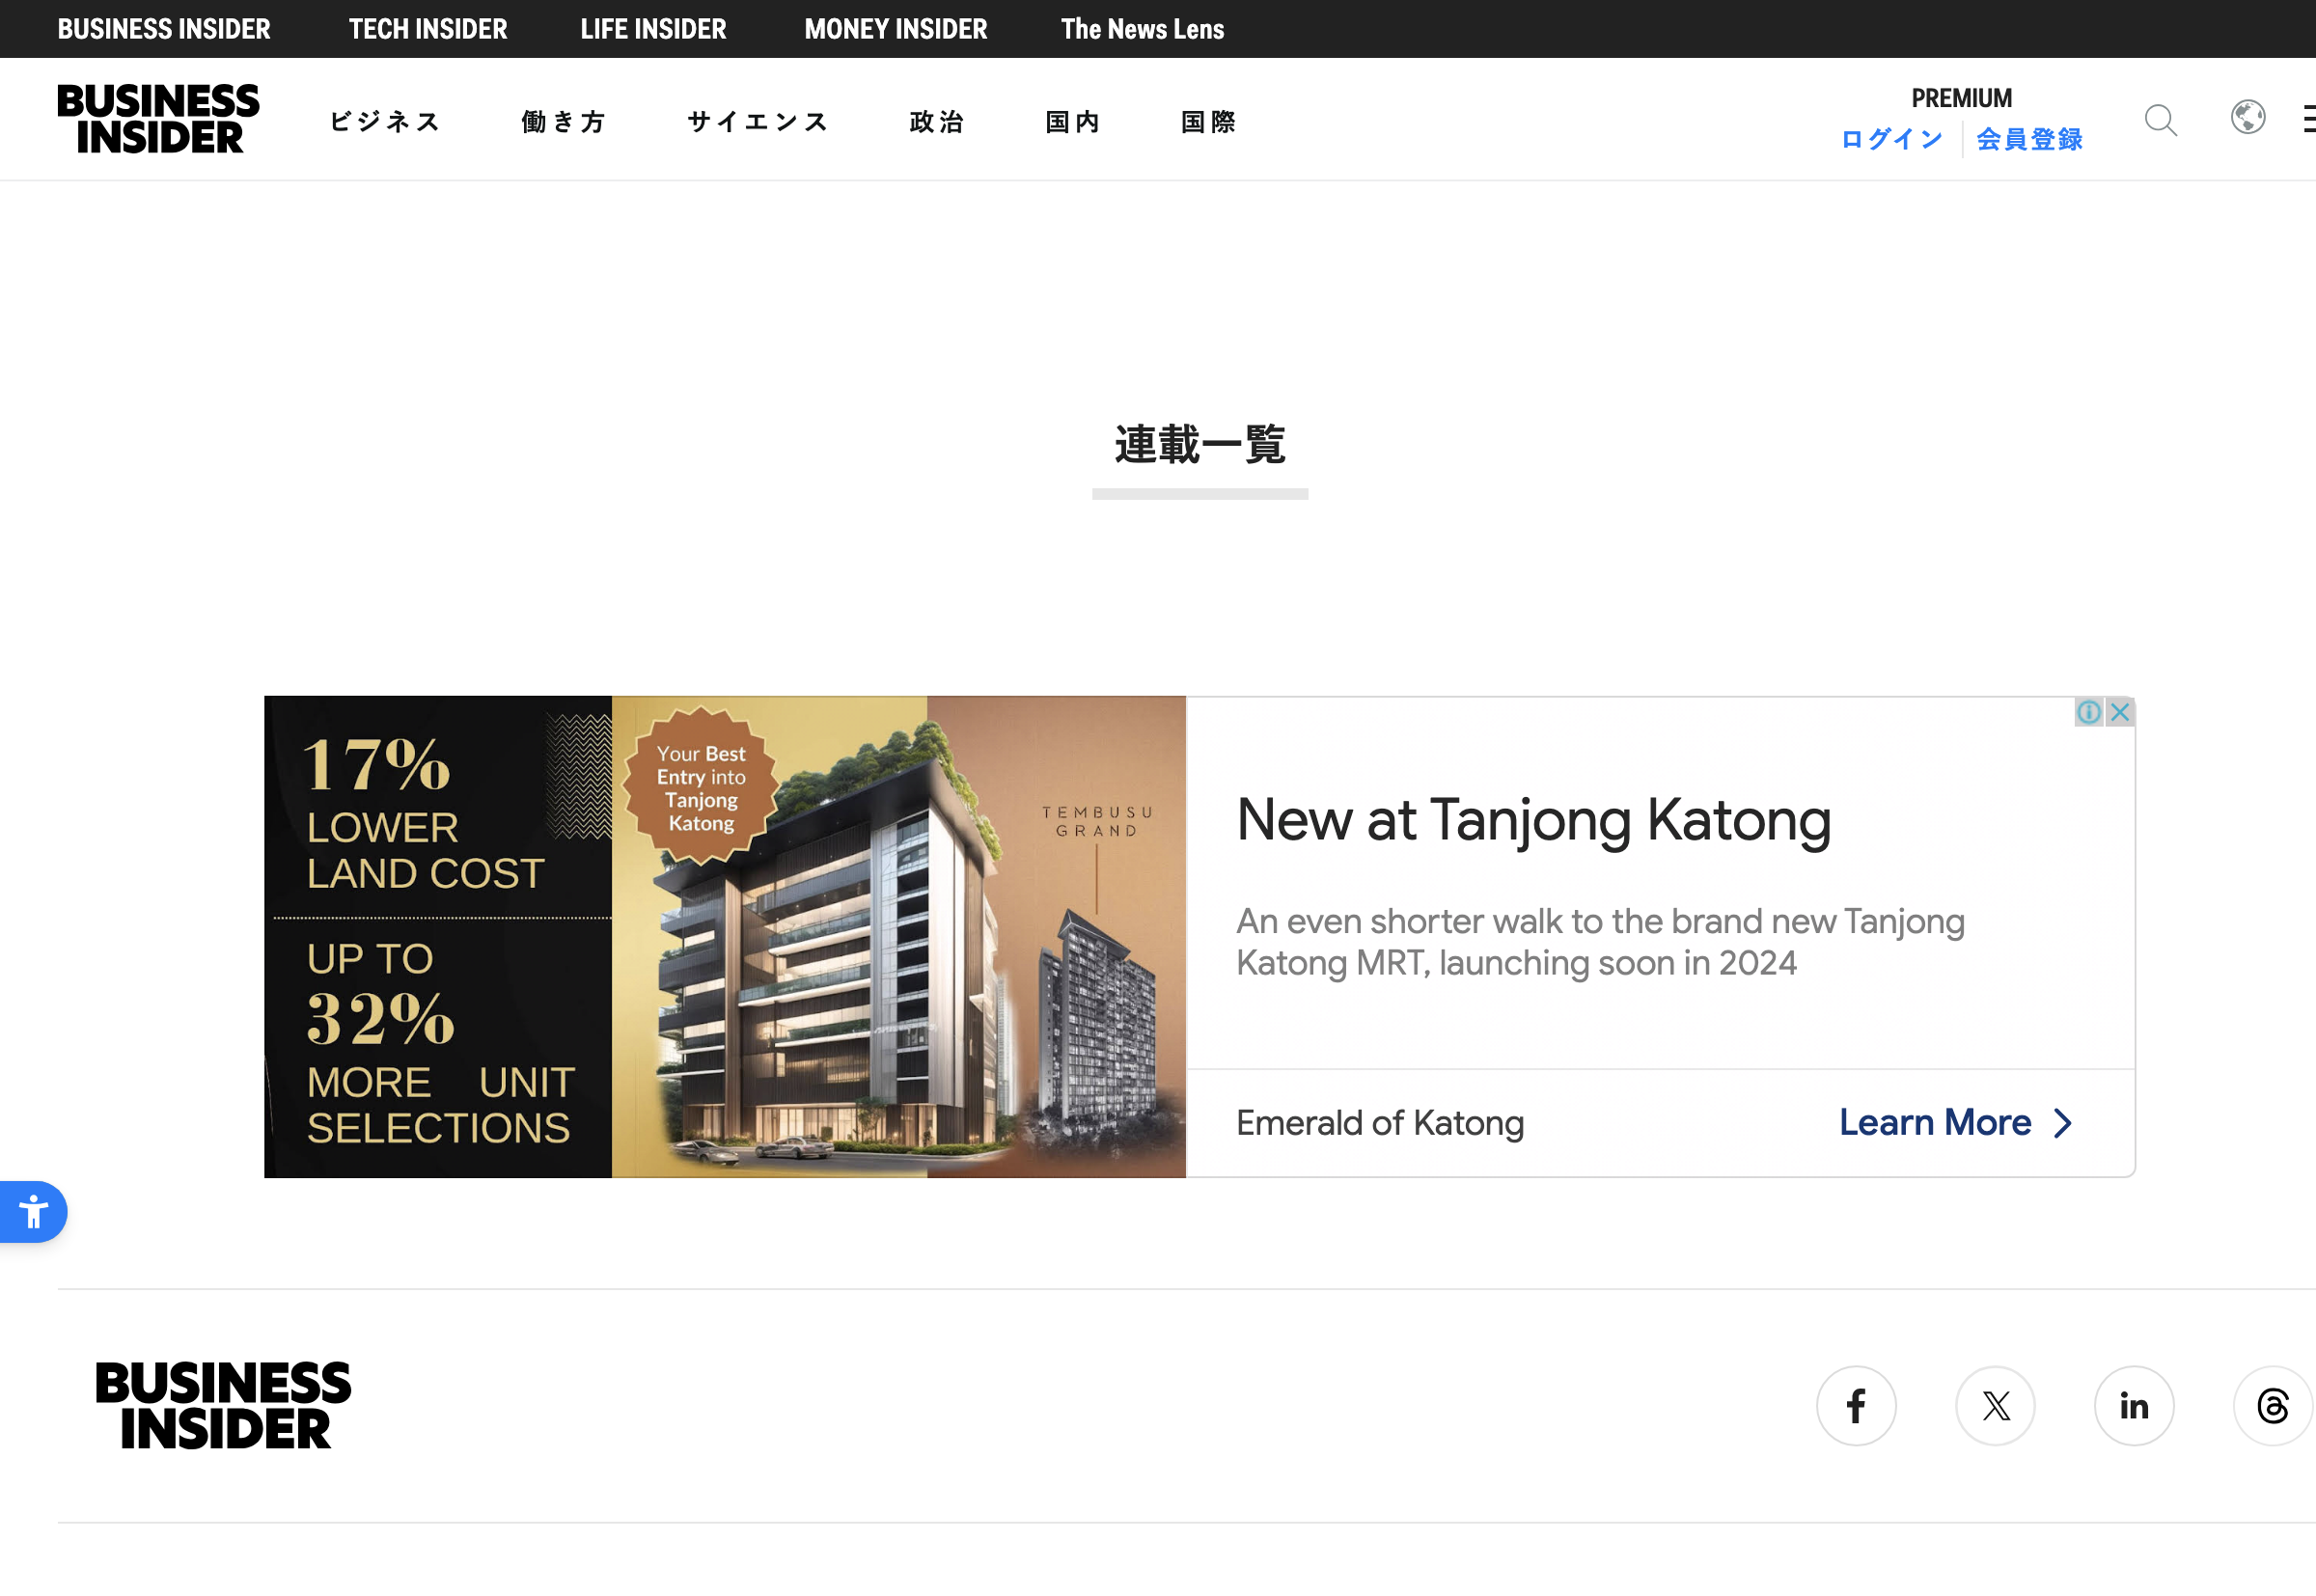 BUSINESS INSIDER TECH INSIDER LIFE INSIDER MONEY INSIDER The News Lens
BUSINESS
INSIDER
ビジネス 働き方 サイエンス 政治 国内 国際
PREMIUM
ログイン 会員登録
連載一覧
17%
LOWER
LAND COST
UP TO
32%
MORE UNIT
SELECTIONS
Your Best
Entry into
Tanjong
Katong
TEMBUSU
GRAND
New at Tanjong Katong
An even shorter walk to the brand new Tanjong
Katong MRT, launching soon in 2024
Emerald of Katong
Learn More
BUSINESS
INSIDER